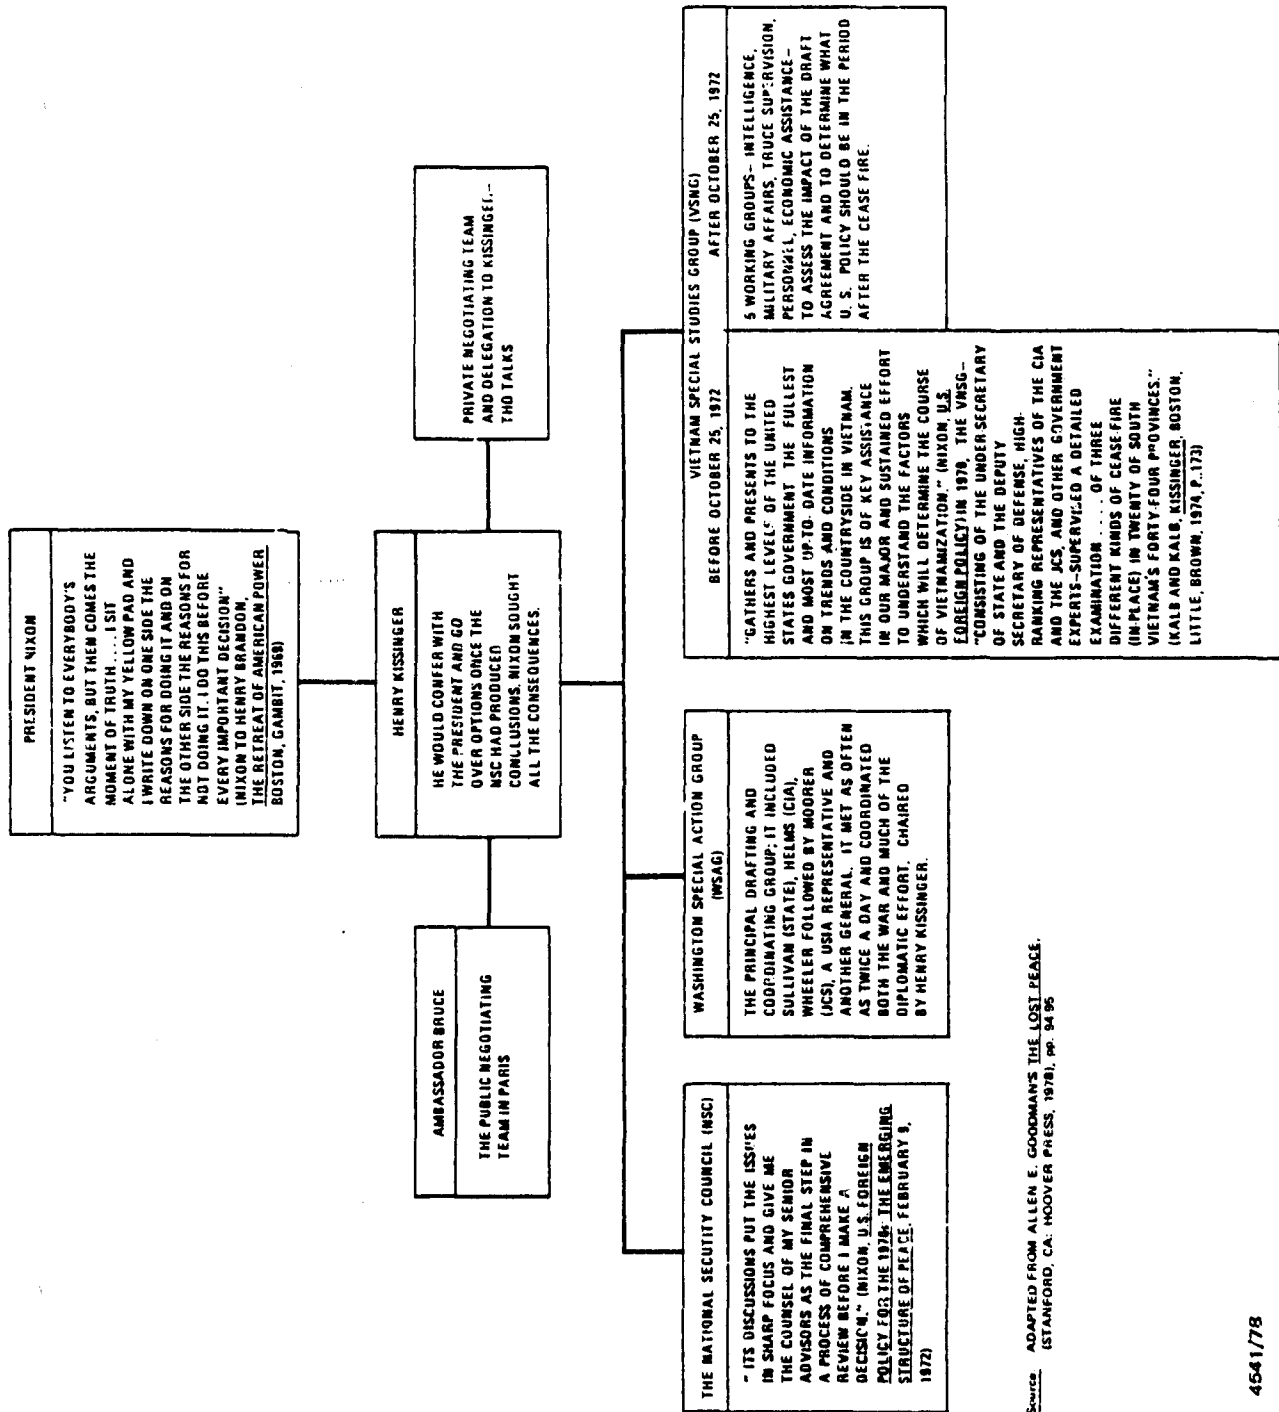 PRESIDENT NIXON
"YOU LISTEN TO EVERYBODY'S
ARGUMENTS, BUT THEN COMES THE
MOMENT OF TRUTH . . . . I SIT
ALONE WITH MY YELLOW PAD AND
I WRITE DOWN ON ONE SIDE THE
REASONS FOR DOING IT AND ON
THE OTHER SIDE THE REASONS FOR
NOT DOING IT. I DO THIS BEFORE
EVERY IMPORTANT DECISION"
(NIXON TO HENRY BRANDON,
THE RETREAT OF AMERICAN POWER
BOSTON, GAMBIT, 1969)
AMBASSADOR BRUCE
THE PUBLIC NEGOTIATING
TEAM IN PARIS
HENRY KISSINGER
HE WOULD CONFER WITH
THE PRESIDENT AND GO
OVER OPTIONS ONCE THE
NSC HAD PRODUCED
CONCLUSIONS. NIXON SOUGHT
ALL THE CONSEQUENCES.
PRIVATE NEGOTIATING TEAM
AND DELEGATION TO KISSINGER–
THO TALKS
THE NATIONAL SECUTITY COUNCIL (NSC)
" ITS DISCUSSIONS PUT THE ISSUES
IN SHARP FOCUS AND GIVE ME
THE COUNSEL OF MY SENIOR
ADVISORS AS THE FINAL STEP IN
A PROCESS OF COMPREHENSIVE
REVIEW BEFORE I MAKE A
DECISION." (NIXON, U.S. FOREIGN
POLICY FOR THE 1970s: THE EMERGING
STRUCTURE OF PEACE, FEBRUARY 9,
1972)
WASHINGTON SPECIAL ACTION GROUP
(WSAG)
THE PRINCIPAL DRAFTING AND
COORDINATING GROUP; IT INCLUDED
SULLIVAN (STATE), HELMS (CIA),
WHEELER FOLLOWED BY MOORER
(JCS), A USIA REPRESENTATIVE AND
ANOTHER GENERAL. IT MET AS OFTEN
AS TWICE A DAY AND COORDINATED
BOTH THE WAR AND MUCH OF THE
DIPLOMATIC EFFORT. CHAIRED
BY HENRY KISSINGER.
VIETNAM SPECIAL STUDIES GROUP (VSNG)
BEFORE OCTOBER 25, 1972
"GATHERS AND PRESENTS TO THE
HIGHEST LEVELS OF THE UNITED
STATES GOVERNMENT THE FULLEST
AND MOST UP-TO-DATE INFORMATION
ON TRENDS AND CONDITIONS
IN THE COUNTRYSIDE IN VIETNAM.
THIS GROUP IS OF KEY ASSISTANCE
IN OUR MAJOR AND SUSTAINED EFFORT
TO UNDERSTAND THE FACTORS
WHICH WILL DETERMINE THE COURSE
OF VIETNAMIZATION." (NIXON, U.S.
FOREIGN POLICY) IN 1970, THE VNSG–
"CONSISTING OF THE UNDER-SECRETARY
OF STATE AND THE DEPUTY
SECRETARY OF DEFENSE, HIGH-
RANKING REPRESENTATIVES OF THE CIA
AND THE JCS, AND OTHER GOVERNMENT
EXPERTS–SUPERVISED A DETAILED
EXAMINATION . . . . OF THREE
DIFFERENT KINDS OF CEASE-FIRE
(IN-PLACE) IN TWENTY OF SOUTH
VIETNAM'S FORTY-FOUR PROVINCES."
(KALB AND KALB, KISSINGER, BOSTON,
LITTLE, BROWN, 1974, P. 173)
AFTER OCTOBER 25, 1972
5 WORKING GROUPS– INTELLIGENCE,
MILITARY AFFAIRS, TRUCE SUPERVISION,
PERSONNEL, ECONOMIC ASSISTANCE–
TO ASSESS THE IMPACT OF THE DRAFT
AGREEMENT AND TO DETERMINE WHAT
U. S. POLICY SHOULD BE IN THE PERIOD
AFTER THE CEASE FIRE.
Source: ADAPTED FROM ALLEN E. GOODMAN'S THE LOST PEACE,
(STANFORD, CA: HOOVER PRESS, 1978), pp. 94-95
4541/78